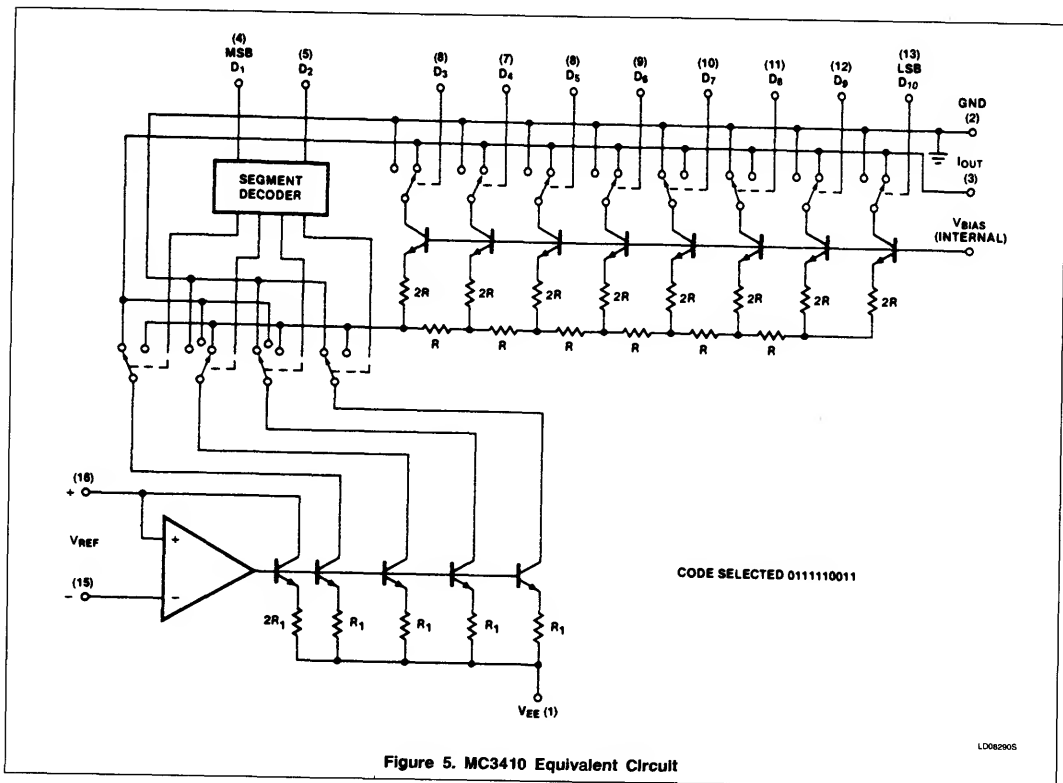 (4) (5) (8) (7) (8) (9) (10) (11) (12) (13)
MSB LSB
D1 D2 D3 D4 D5 D6 D7 D8 D9 D10
GND
(2)
IOUT
(3)
SEGMENT
DECODER
VBIAS
(INTERNAL)
2R 2R 2R 2R 2R 2R 2R 2R
R R R R R R
+ (16)
+
VREF
(15)
− −
CODE SELECTED 0111110011
2R1 R1 R1 R1 R1
VEE (1)
LD08290S
Figure 5. MC3410 Equivalent Circuit